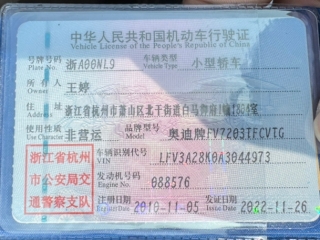 中华人民共和国机动车行驶证
Vehicle License of the People's Republic of China
号牌号码 浙A00NL9 车辆类型 小型轿车
Plate No. Vehicle Type
所有人 王婷
Owner
住址 浙江省杭州市萧山区北干街道
Address
使用性质 非营运 品牌型号 奥迪牌FV7203TFCVTG
Use Character Model
浙江省杭州
市公安局交
通警察支队
车辆识别代号 LFV3A28K0A3044973
VIN
发动机号码 088576
Engine No.
注册日期 2010-11-05 发证日期 2022-11-26
Register Date Issue Date